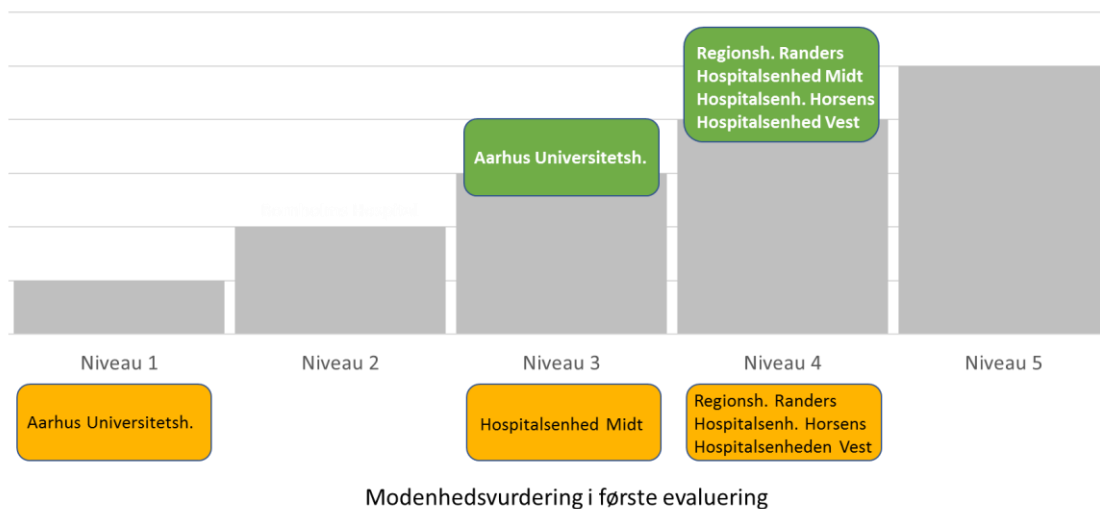 Regionsh. Randers
Hospitalsenhed Midt
Hospitalsenh. Horsens
Hospitalsenhed Vest
Aarhus Universitetsh.
Niveau 1
Niveau 2
Niveau 3
Niveau 4
Niveau 5
Aarhus Universitetsh.
Hospitalsenhed Midt
Regionsh. Randers
Hospitalsenh. Horsens
Hospitalsenheden Vest
Modenhedsvurdering i første evaluering